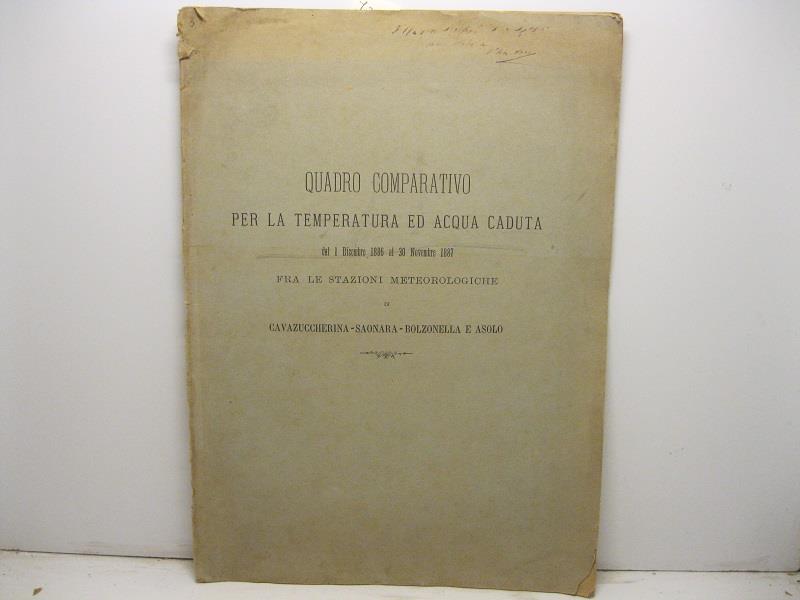 QUADRO COMPARATIVO
PER LA TEMPERATURA ED ACQUA CADUTA
dal 1 Dicembre 1886 al 30 Novembre 1887
FRA LE STAZIONI METEOROLOGICHE
DI
CAVAZUCCHERINA-SAONARA-BOLZONELLA E ASOLO